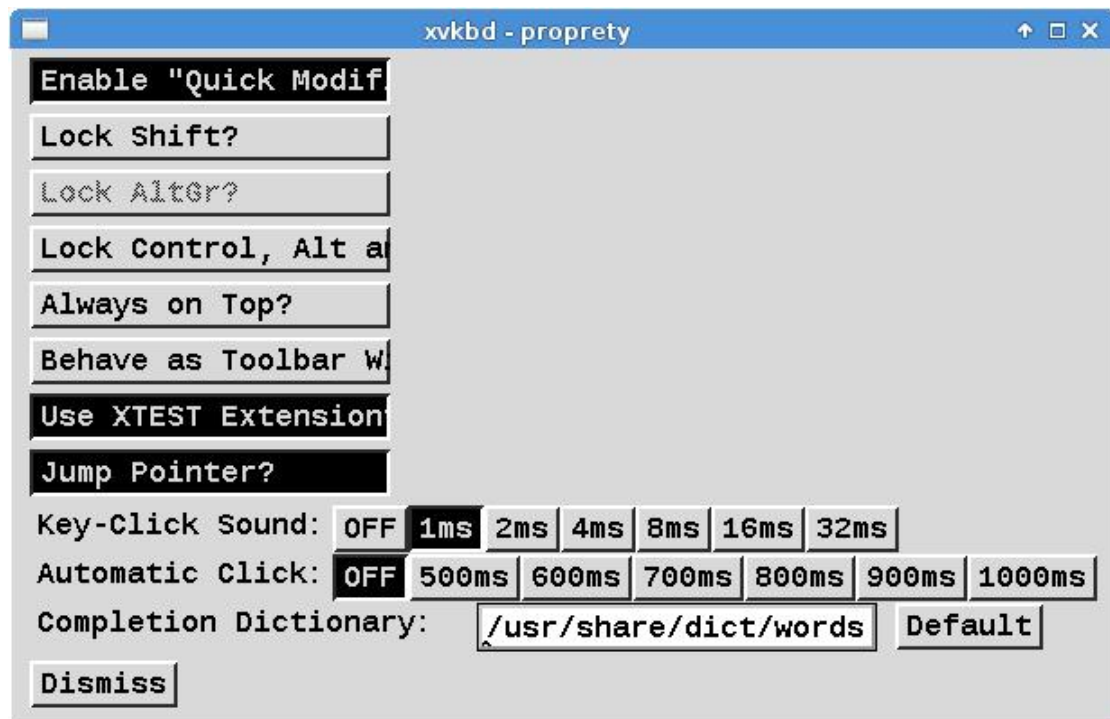 xvkbd - proprety
Enable "Quick Modif
Lock Shift?
Lock AltGr?
Lock Control, Alt a
Always on Top?
Behave as Toolbar W
Use XTEST Extension
Jump Pointer?
Key-Click Sound: OFF 1ms 2ms 4ms 8ms 16ms 32ms
Automatic Click: OFF 500ms 600ms 700ms 800ms 900ms 1000ms
Completion Dictionary: /usr/share/dict/words Default
Dismiss